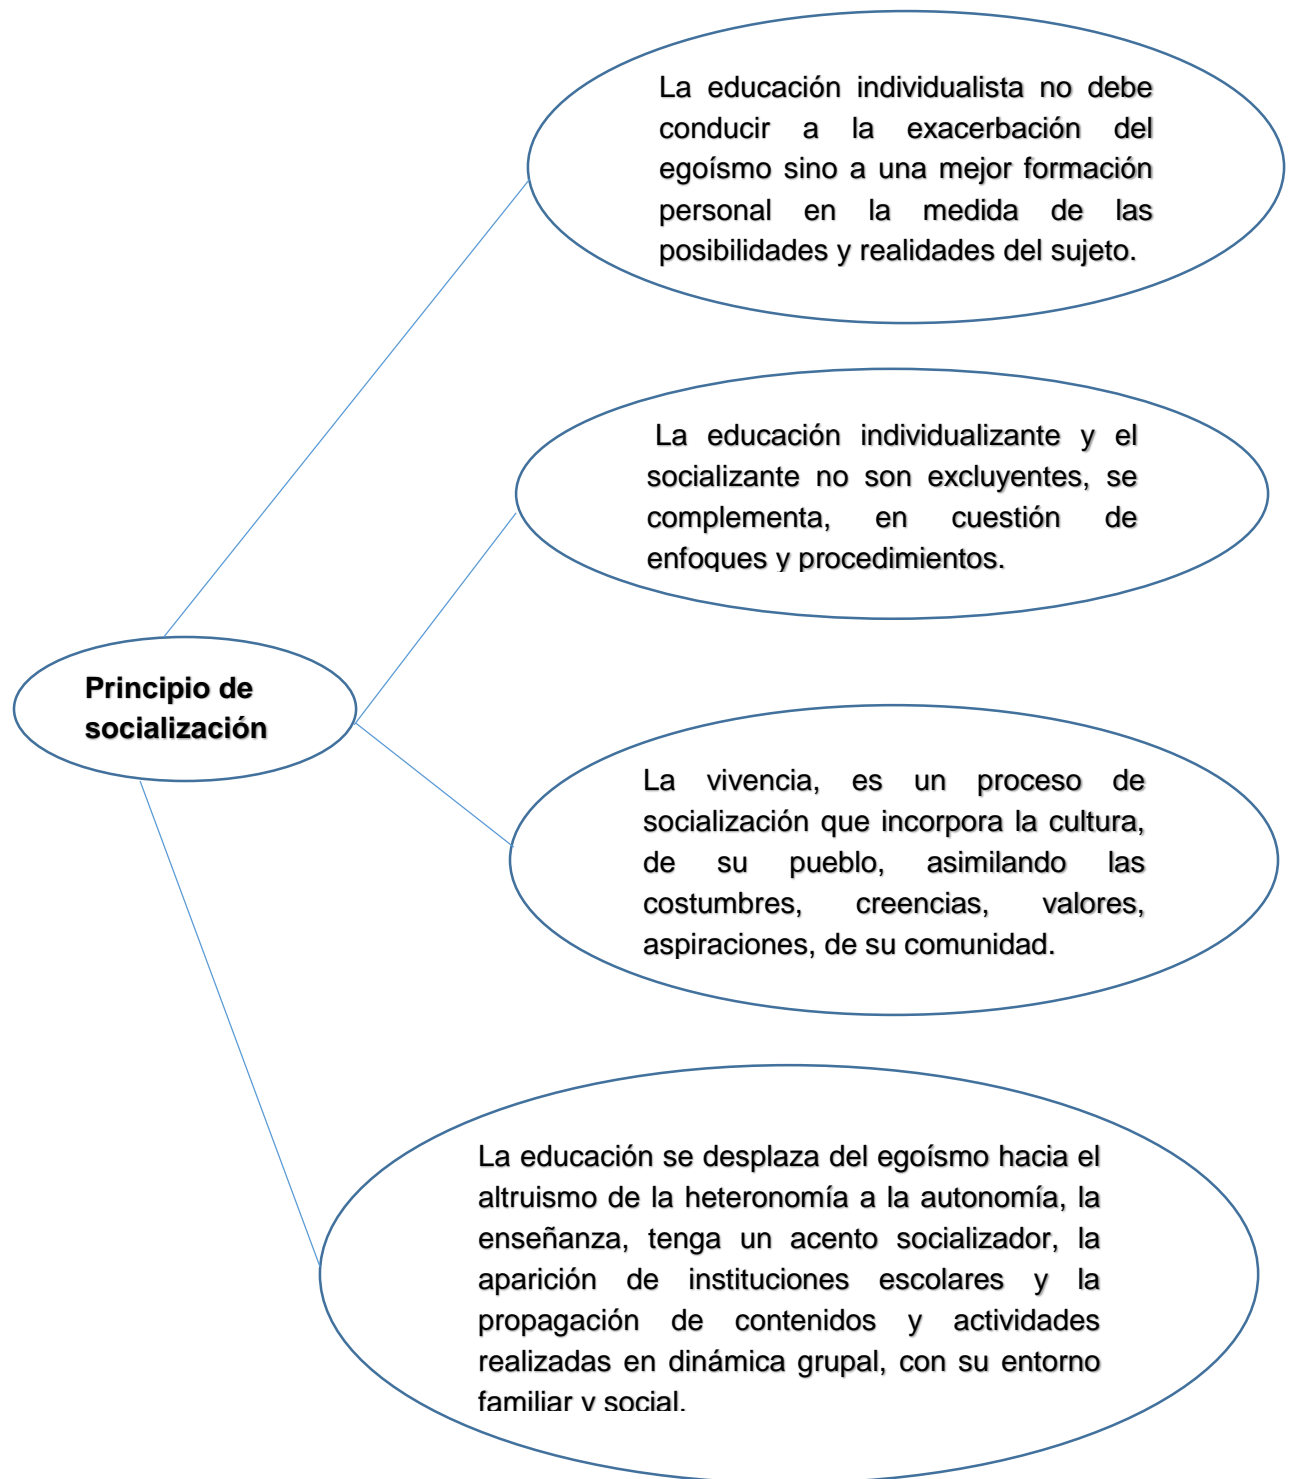 La educación individualista no debe
conducir a la exacerbación del
egoísmo sino a una mejor formación
personal en la medida de las
posibilidades y realidades del sujeto.
La educación individualizante y el
socializante no son excluyentes, se
complementa, en cuestión de
enfoques y procedimientos.
Principio de
socialización
La vivencia, es un proceso de
socialización que incorpora la cultura,
de su pueblo, asimilando las
costumbres, creencias, valores,
aspiraciones, de su comunidad.
La educación se desplaza del egoísmo hacia el
altruismo de la heteronomía a la autonomía, la
enseñanza, tenga un acento socializador, la
aparición de instituciones escolares y la
propagación de contenidos y actividades
realizadas en dinámica grupal, con su entorno
familiar y social.